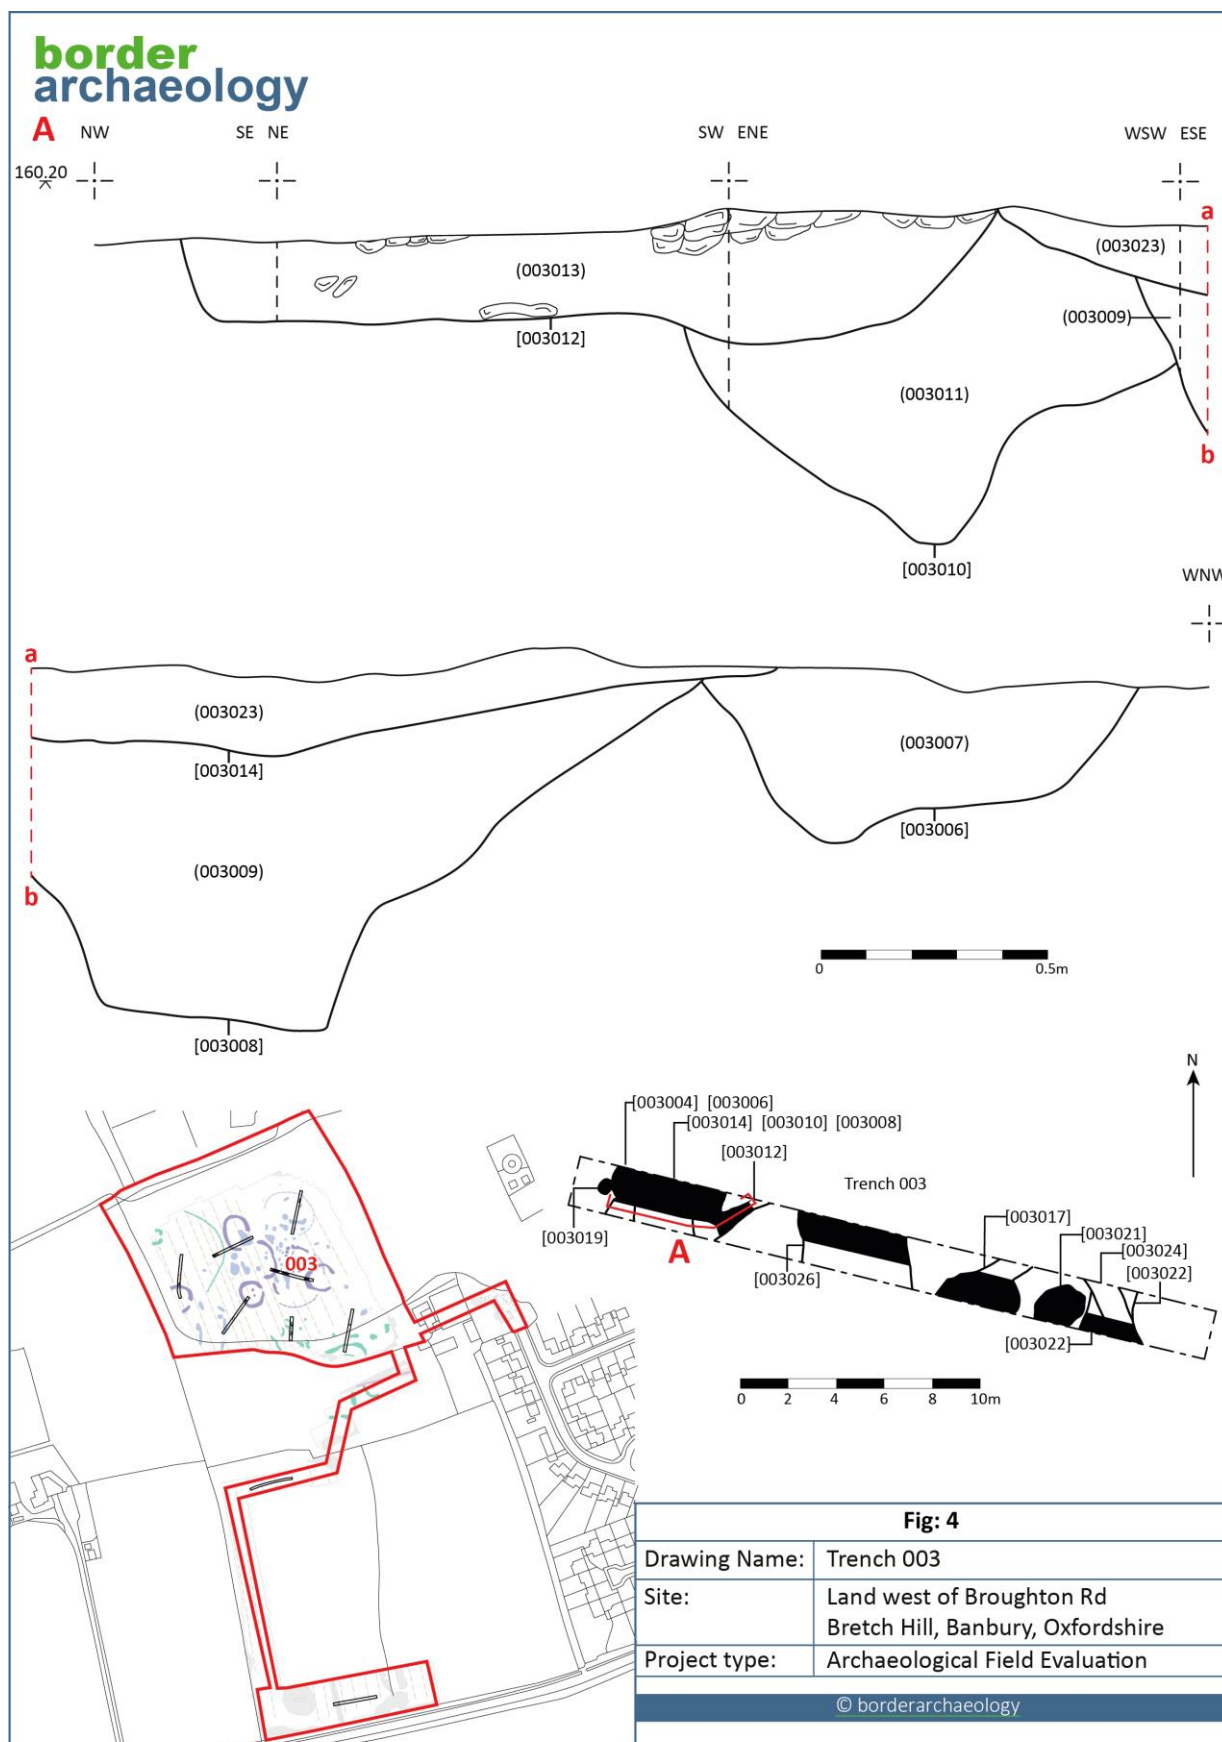 border
archaeology
A NW SE NE SW ENE WSW ESE
160.20
a
(003023)
(003013)
(003009)
[003012]
(003011)
b
[003010]
WNW
a
(003023)
(003007)
[003014]
[003006]
(003009)
b
0 0.5m
[003008]
N
[003004] [003006]
[003014] [003010] [003008]
[003012]
Trench 003
[003017]
[003021]
[003024]
[003022]
[003019]
A
[003026]
[003022]
003
0 2 4 6 8 10m
Fig: 4
Drawing Name: Trench 003
Site: Land west of Broughton Rd
Bretch Hill, Banbury, Oxfordshire
Project type: Archaeological Field Evaluation
© borderarchaeology